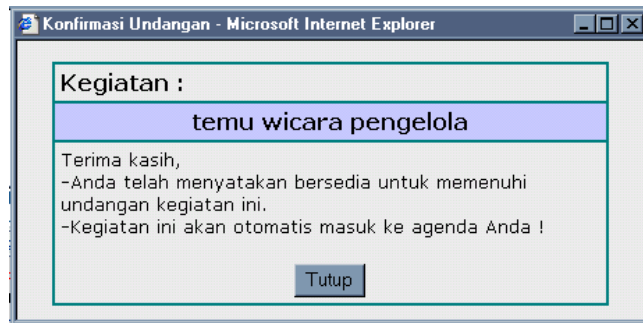 Konfirmasi Undangan - Microsoft Internet Explorer
Kegiatan :
temu wicara pengelola
Terima kasih,
-Anda telah menyatakan bersedia untuk memenuhi
undangan kegiatan ini.
-Kegiatan ini akan otomatis masuk ke agenda Anda !
Tutup